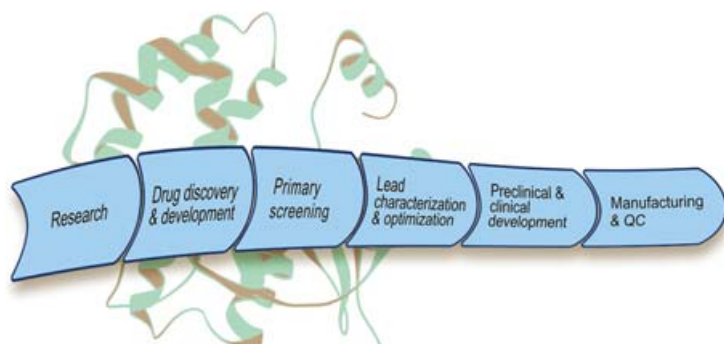 Research
Drug discovery
& development
Primary
screening
Lead
characterization
& optimization
Preclinical &
clinical
development
Manufacturing
& QC